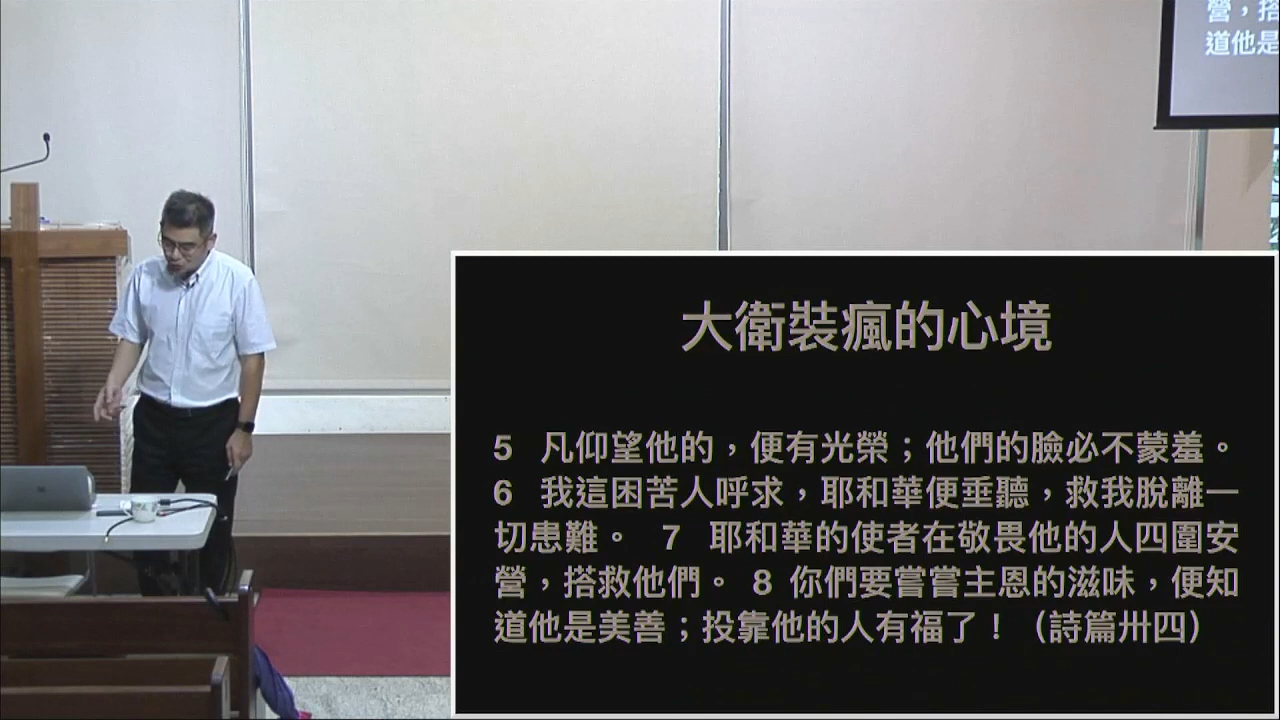 營，搭
道他是
大衛裝瘋的心境
5 凡仰望他的，便有光榮；他們的臉必不蒙羞。
6 我這困苦人呼求，耶和華便垂聽，救我脫離一
切患難。 7 耶和華的使者在敬畏他的人四圍安
營，搭救他們。 8 你們要嘗嘗主恩的滋味，便知
道他是美善；投靠他的人有福了！（詩篇卅四）